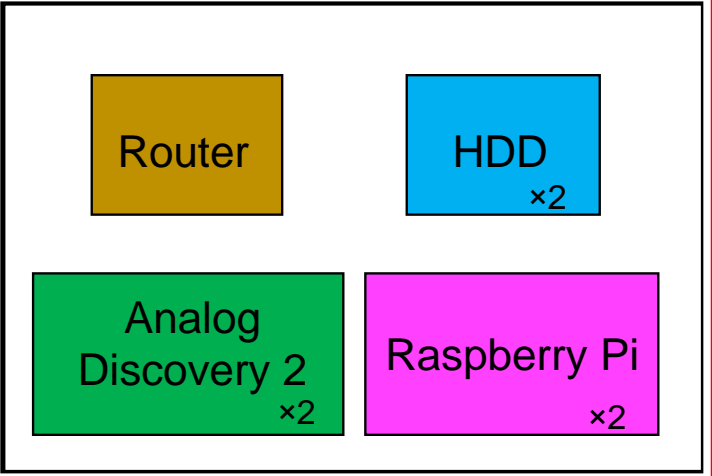 Router
HDD
×2
Analog
Discovery 2
×2
Raspberry Pi
×2